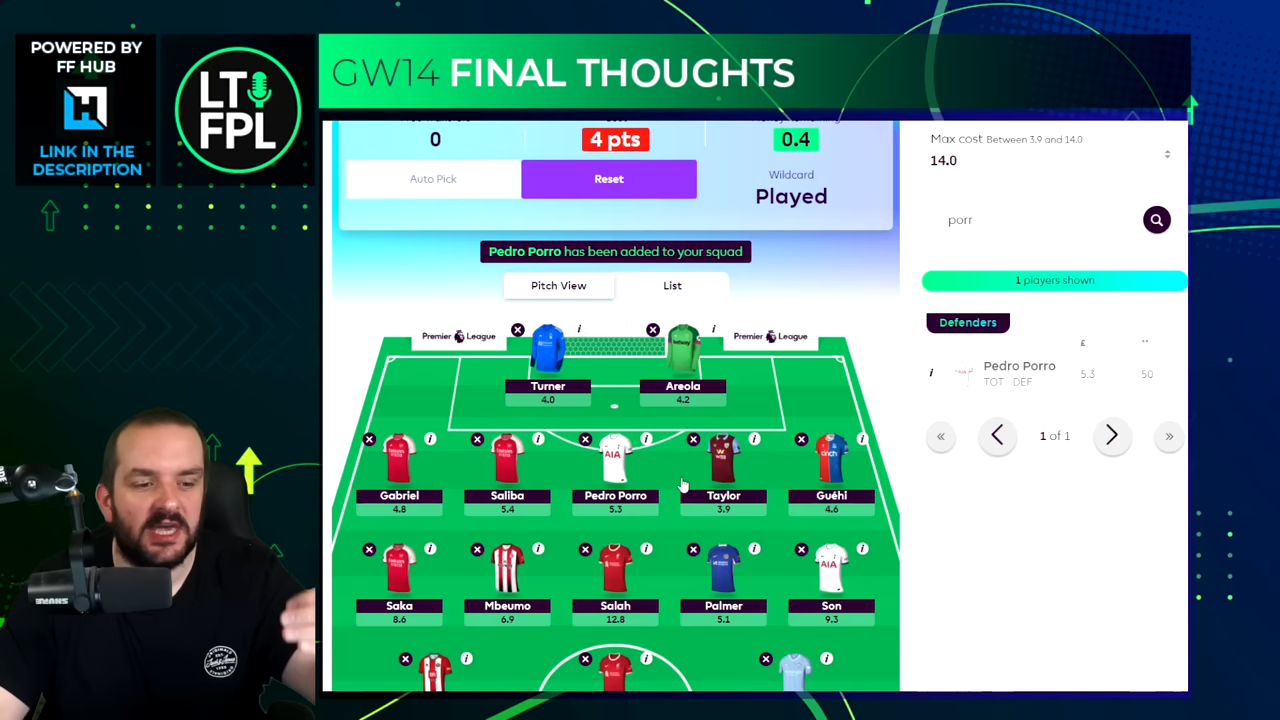 POWERED BY
FF HUB
LINK IN THE
DESCRIPTION
LT
FPL
GW14 FINAL THOUGHTS
0
4 pts
0.4
Auto Pick
Reset
Wildcard
Played
Pedro Porro has been added to your squad
Pitch View
List
Premier League
Premier League
Turner
4.0
Areola
4.2
Gabriel
4.8
Saliba
5.4
Pedro Porro
5.3
Taylor
3.9
Guéhi
4.6
Saka
8.6
Mbeumo
6.9
Salah
12.8
Palmer
5.1
Son
9.3
Max cost Between 3.9 and 14.0
14.0
porr
1 players shown
Defenders
£
Pedro Porro
TOT DEF
5.3
50
1 of 1
SHURE